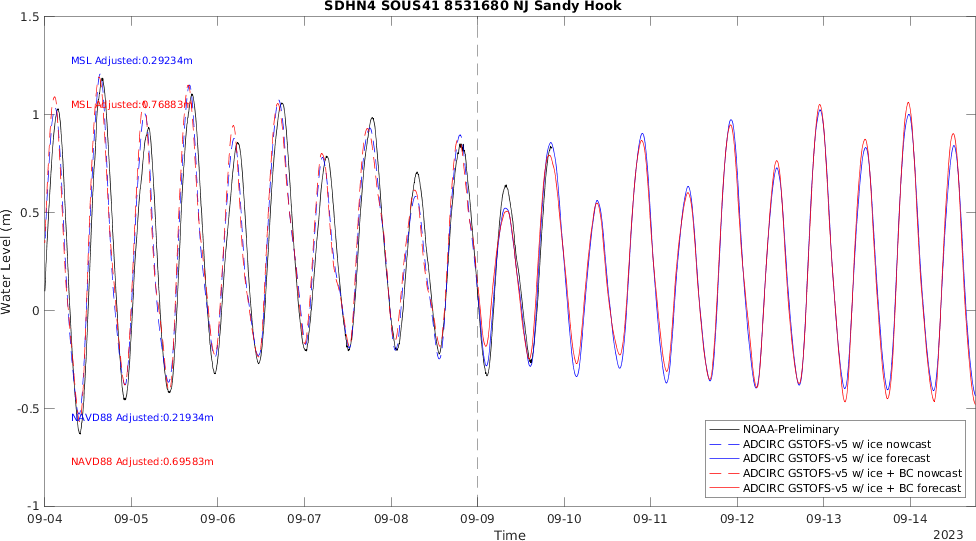 SDHN4 SOUS41 8531680 NJ Sandy Hook
1.5
1
0.5
0
-0.5
-1
Water Level (m)
MSL Adjusted:0.29234m
MSL Adjusted:0.76883m
NAVD88 Adjusted:0.21934m
NAVD88 Adjusted:0.69583m
NOAA-Preliminary
ADCIRC GSTOFS-v5 w/ ice nowcast
ADCIRC GSTOFS-v5 w/ ice forecast
ADCIRC GSTOFS-v5 w/ ice + BC nowcast
ADCIRC GSTOFS-v5 w/ ice + BC forecast
09-04 09-05 09-06 09-07 09-08 09-09 09-10 09-11 09-12 09-13 09-14
Time
2023